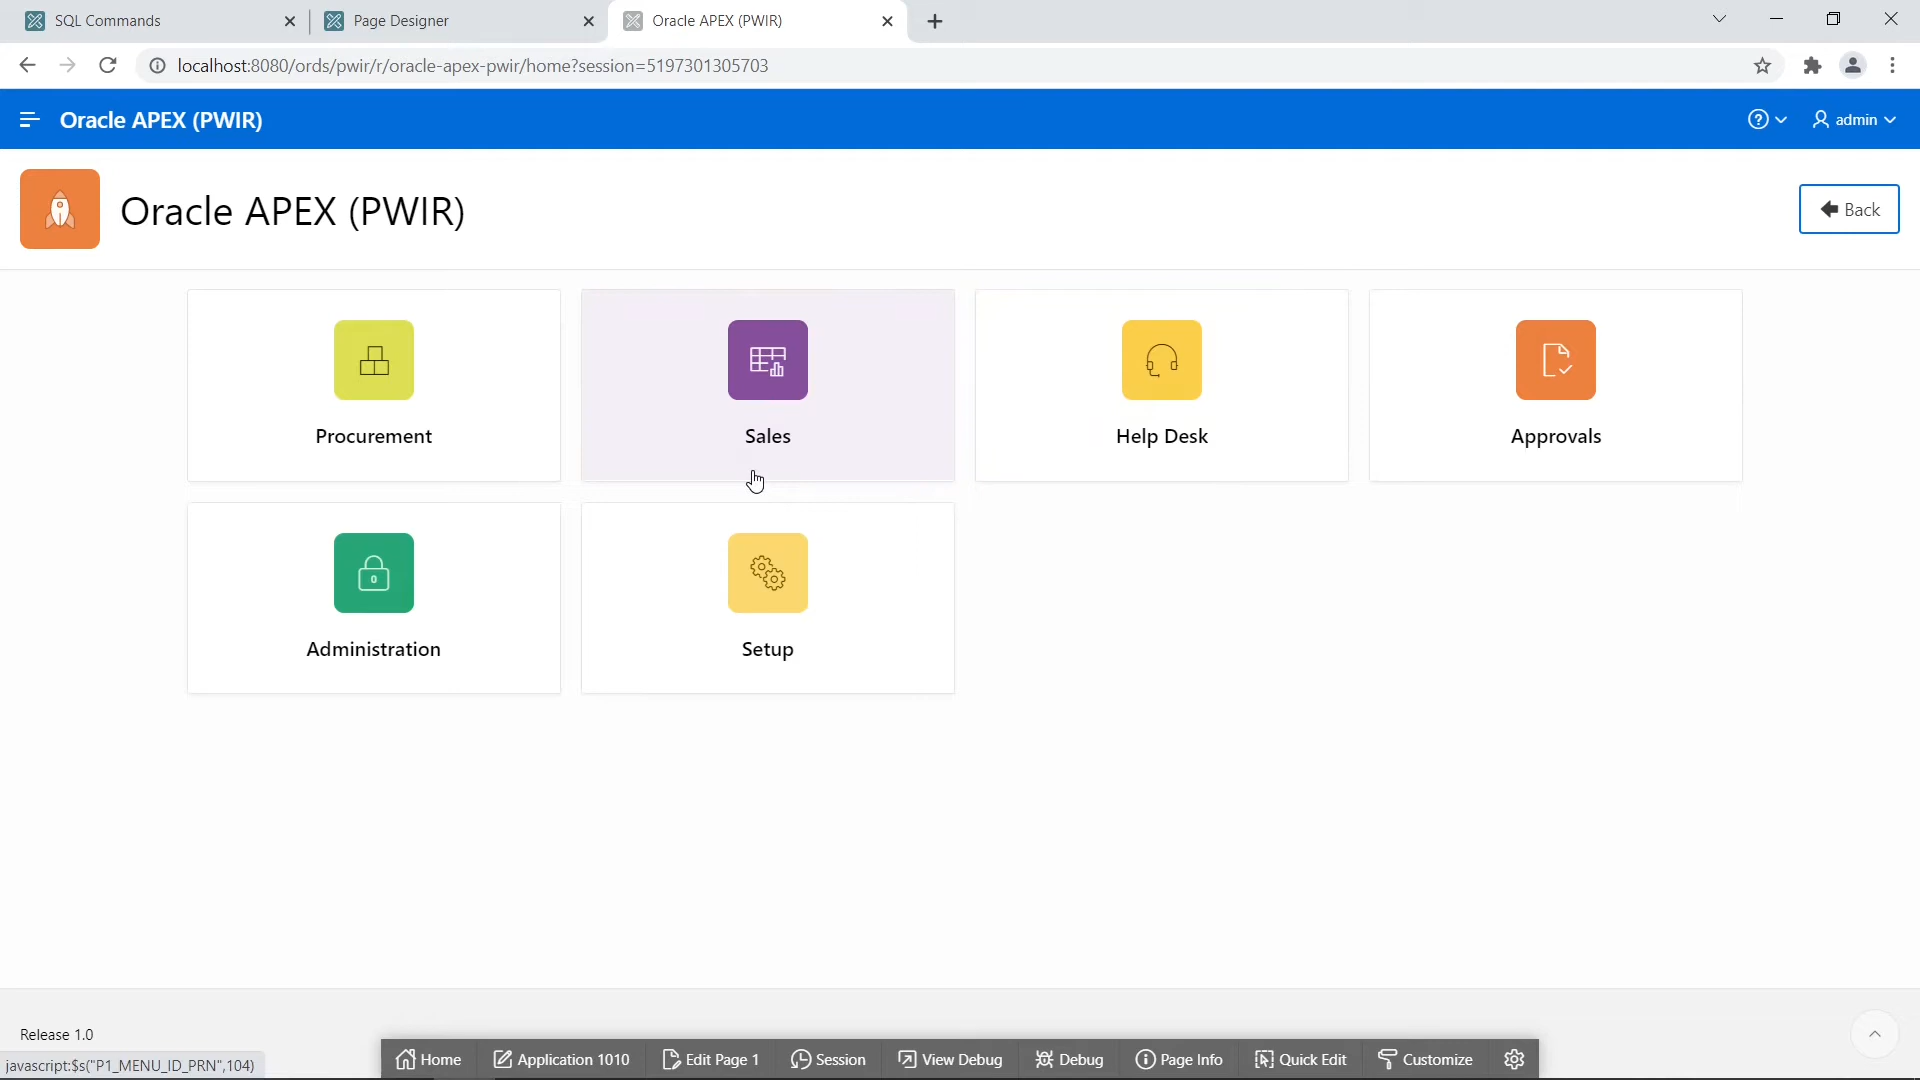 SQL Commands
Page Designer
Oracle APEX (PWIR)
localhost:8080/ords/pwir/r/oracle-apex-pwir/home?session=5197301305703
Oracle APEX (PWIR)
admin
Oracle APEX (PWIR)
Back
Procurement
Sales
Help Desk
Approvals
Administration
Setup
Release 1.0
javascript:$s("P1_MENU_ID_PRN",104)
Home
Application 1010
Edit Page 1
Session
View Debug
Debug
Page Info
Quick Edit
Customize